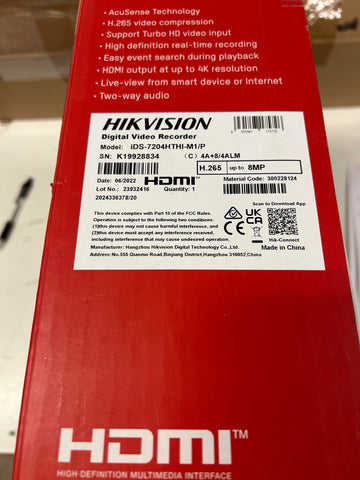 • AcuSense Technology
• H.265 video compression
• Support Turbo HD video input
• High definition real-time recording
• Easy event search during playback
• HDMI output at up to 4K resolution
• Live-view from smart device or Internet
• Two-way audio
HIKVISION
Digital Video Recorder
iDS-7204HTHI-M1/P
SN: K19928834
(C) 4A+8/4ALM
H.265 up to 8MP
Date: 06/2022
HDMI
Material Code: 300228124
Lot No.: 23932416 Quantity: 1
2024336378/20
Scan to Download App
UK
CA
Hik-Connect
This device complies with Part 15 of the FCC Rules.
Operation is subject to the following two conditions:
(1)this device may not cause harmful interference, and
(2)this device must accept any interference received,
including interference that may cause undesired operation.
Made in China
Manufacturer: Hangzhou Hikvision Digital Technology Co.,Ltd.
Address:No.555 Qianmo Road,Binjiang District,Hangzhou 310052,China
HDMI™
HIGH-DEFINITION MULTIMEDIA INTERFACE